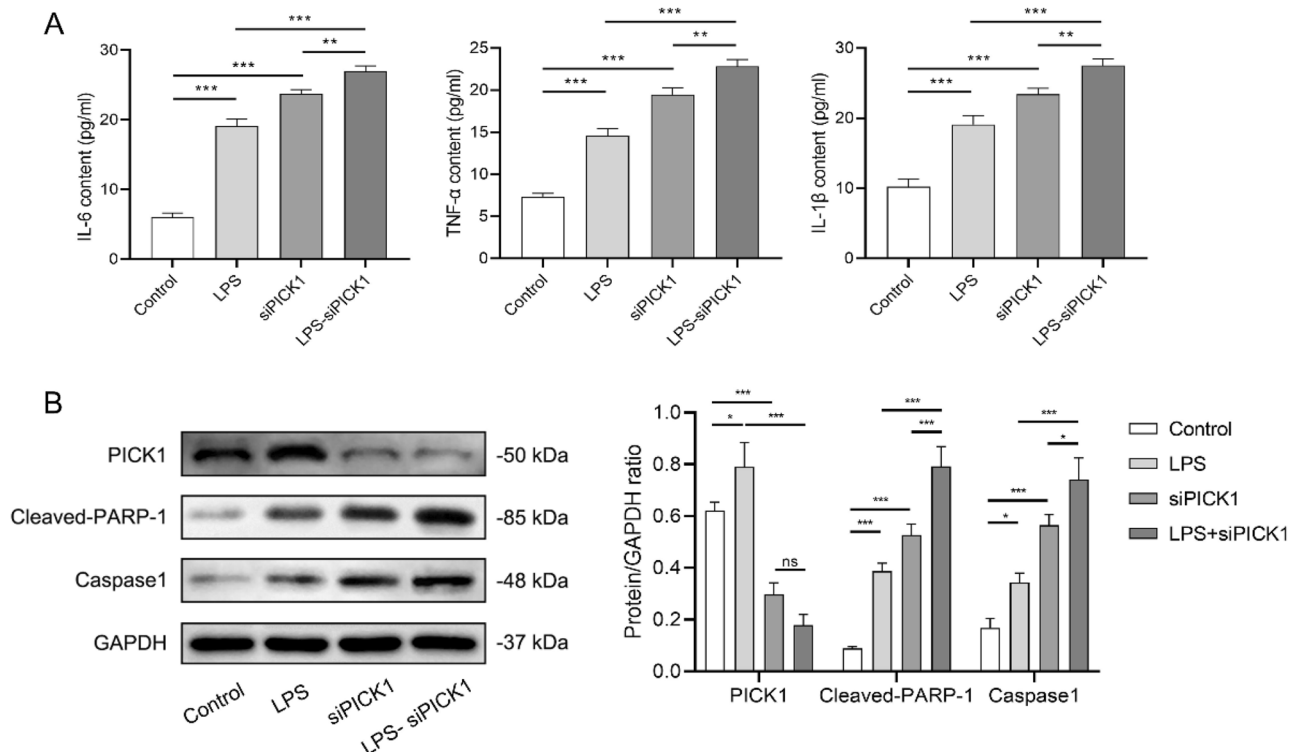 A
IL-6 content (pg/ml)
30
20
10
0
***
***
***
**
Control
LPS
siPICK1
LPS-siPICK1
TNF-α content (pg/ml)
25
20
15
10
5
0
***
***
***
**
Control
LPS
siPICK1
LPS-siPICK1
IL-1β content (pg/ml)
30
20
10
0
***
***
***
**
Control
LPS
siPICK1
LPS-siPICK1
B
PICK1 -50 kDa
Cleaved-PARP-1 -85 kDa
Caspase1 -48 kDa
GAPDH -37 kDa
Control
LPS
siPICK1
LPS- siPICK1
Protein/GAPDH ratio
1.0
0.8
0.6
0.4
0.2
0.0
***
* ***
ns
***
***
***
***
***
*
***
*
PICK1 Cleaved-PARP-1 Caspase1
Control
LPS
siPICK1
LPS+siPICK1